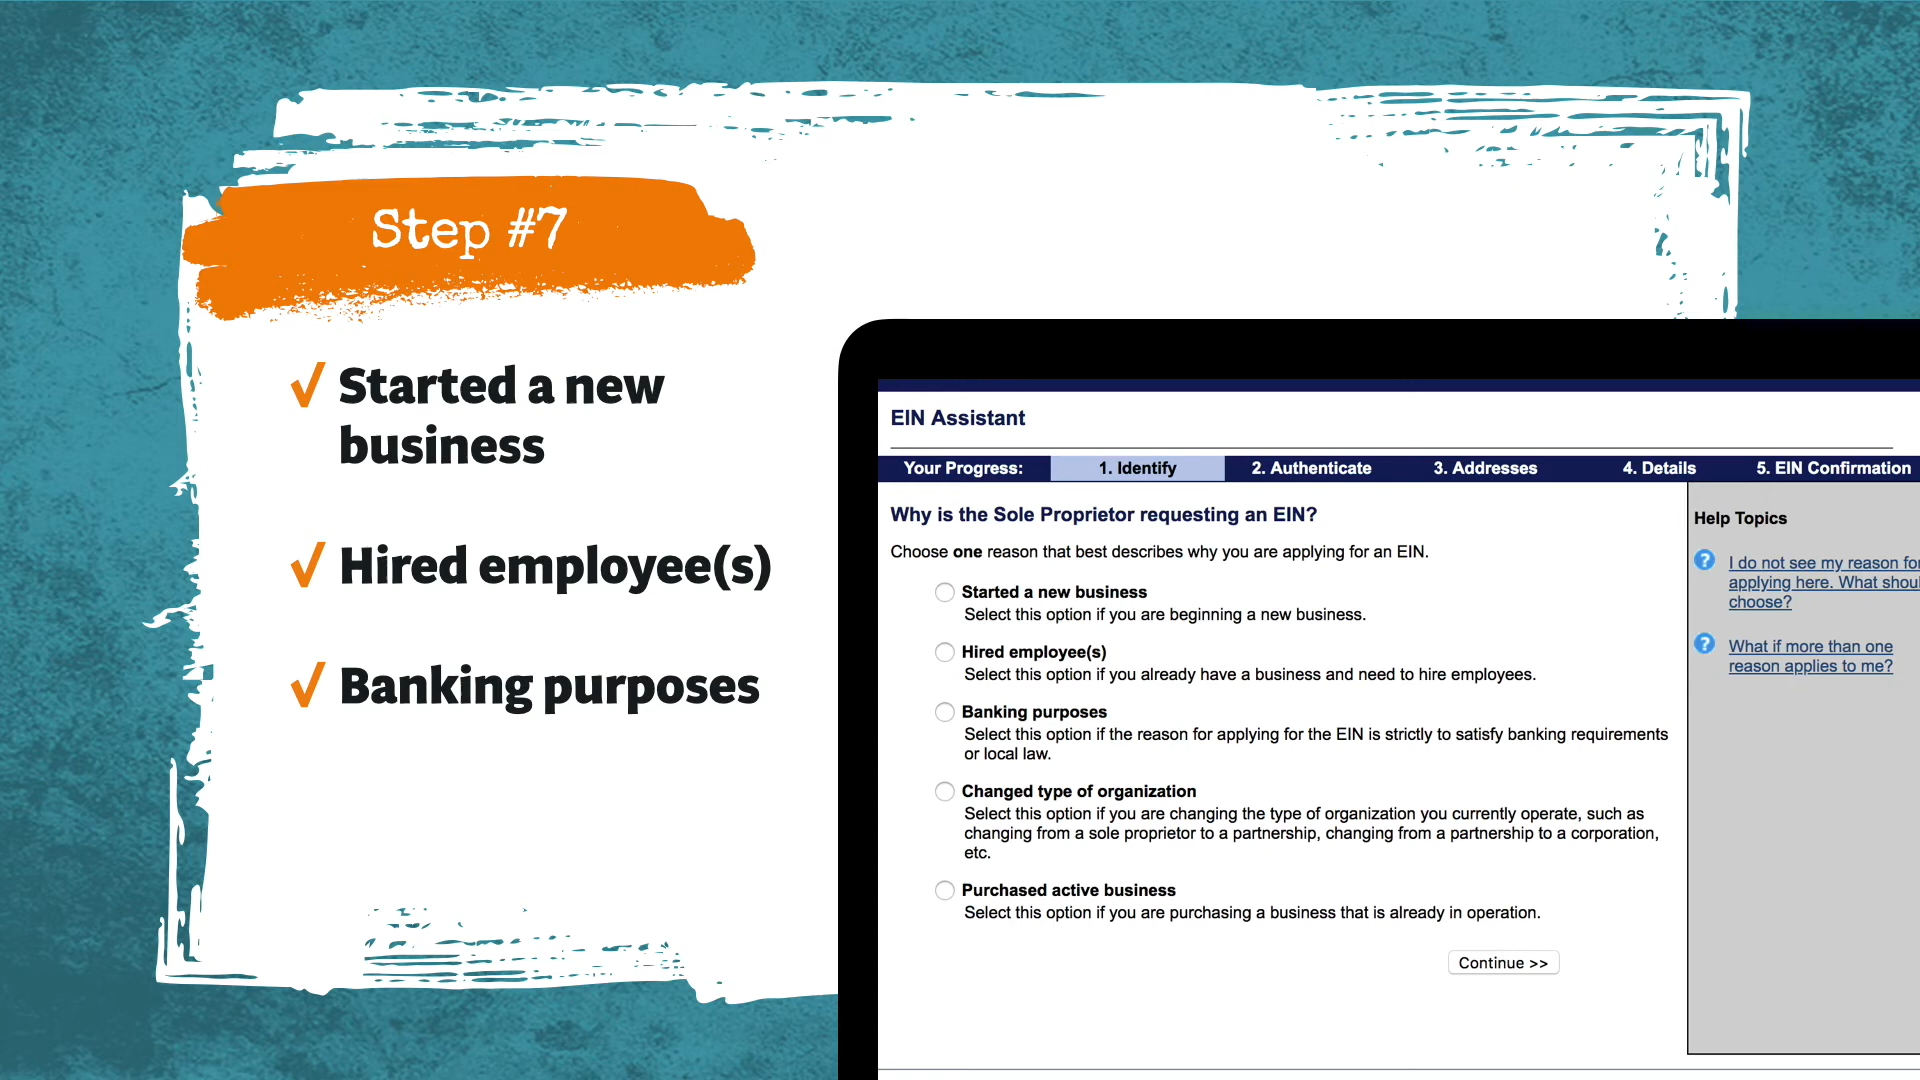 Step #7
✓ Started a new
business
✓ Hired employee(s)
✓ Banking purposes
EIN Assistant
Your Progress: 1. Identify 2. Authenticate 3. Addresses 4. Details 5. EIN Confirmation
Why is the Sole Proprietor requesting an EIN?
Choose one reason that best describes why you are applying for an EIN.
Started a new business
Select this option if you are beginning a new business.
Hired employee(s)
Select this option if you already have a business and need to hire employees.
Banking purposes
Select this option if the reason for applying for the EIN is strictly to satisfy banking requirements
or local law.
Changed type of organization
Select this option if you are changing the type of organization you currently operate, such as
changing from a sole proprietor to a partnership, changing from a partnership to a corporation,
etc.
Purchased active business
Select this option if you are purchasing a business that is already in operation.
Continue >>
Help Topics
? I do not see my reason for
applying here. What shoul
choose?
? What if more than one
reason applies to me?